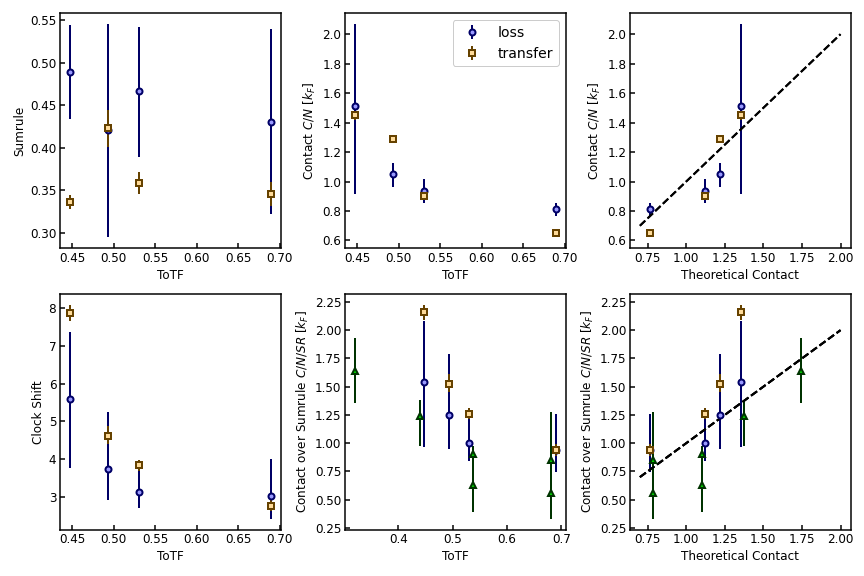 0.55
0.50
0.45
0.40
0.35
0.30
Sumrule
0.45 0.50 0.55 0.60 0.65 0.70
ToTF
2.0
1.8
1.6
1.4
1.2
1.0
0.8
0.6
Contact C/N [k_F]
loss
transfer
0.45 0.50 0.55 0.60 0.65 0.70
ToTF
2.0
1.8
1.6
1.4
1.2
1.0
0.8
0.6
Contact C/N [k_F]
0.75 1.00 1.25 1.50 1.75 2.00
Theoretical Contact
8
7
6
5
4
3
Clock Shift
0.45 0.50 0.55 0.60 0.65 0.70
ToTF
2.25
2.00
1.75
1.50
1.25
1.00
0.75
0.50
0.25
Contact over Sumrule C/N/SR [k_F]
0.4 0.5 0.6 0.7
ToTF
2.25
2.00
1.75
1.50
1.25
1.00
0.75
0.50
0.25
Contact over Sumrule C/N/SR [k_F]
0.75 1.00 1.25 1.50 1.75 2.00
Theoretical Contact